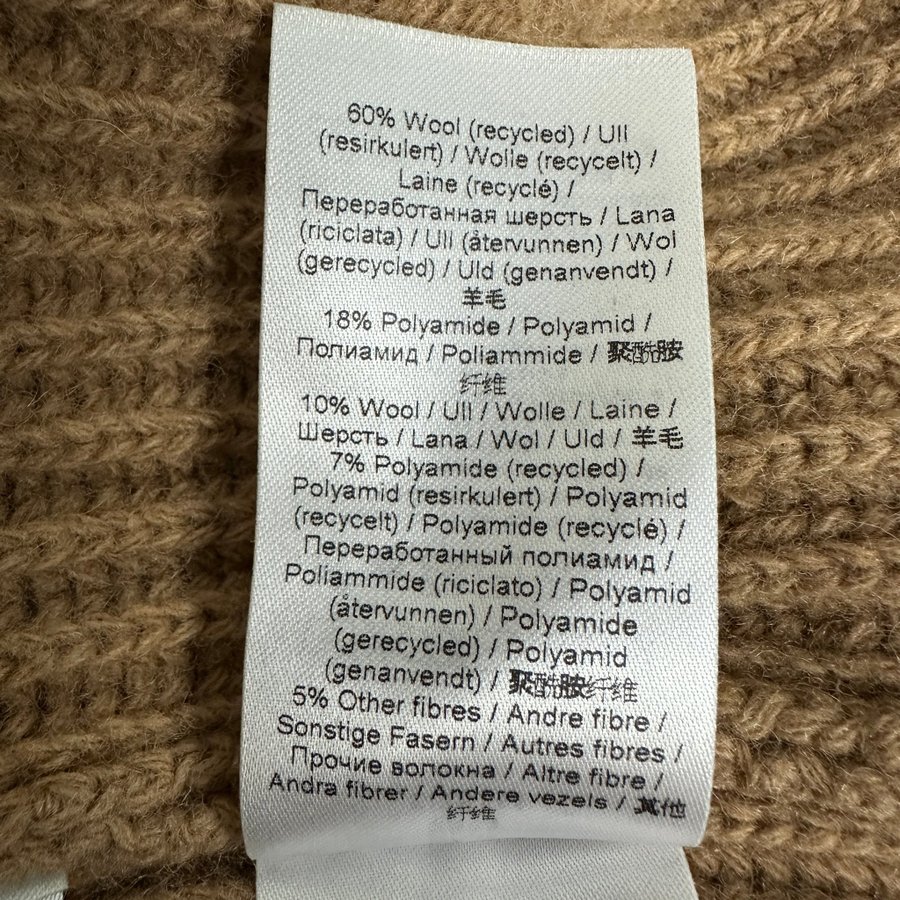 60% Wool (recycled) / Ull
(resirkulert) / Wolle (recycelt) /
Laine (recyclé) /
Переработанная шерсть / Lana
(riciclata) / Ull (återvunnen) / Wol
(gerecycled) / Uld (genanvendt) /
羊毛
18% Polyamide / Polyamid /
Полиамид / Poliammide / 聚酰胺
纤维
10% Wool / Ull / Wolle / Laine /
Шерсть / Lana / Wol / Uld / 羊毛
7% Polyamide (recycled) /
Polyamid (resirkulert) / Polyamid
(recycelt) / Polyamide (recyclé) /
Переработанный полиамид /
Poliammide (riciclato) / Polyamid
(återvunnen) / Polyamide
(gerecycled) / Polyamid
(genanvendt) / 聚酰胺纤维
5% Other fibres / Andre fibre /
Sonstige Fasern / Autres fibres /
Прочие волокна / Altre fibre /
Andra fibrer / Andere vezels / 其他
纤维